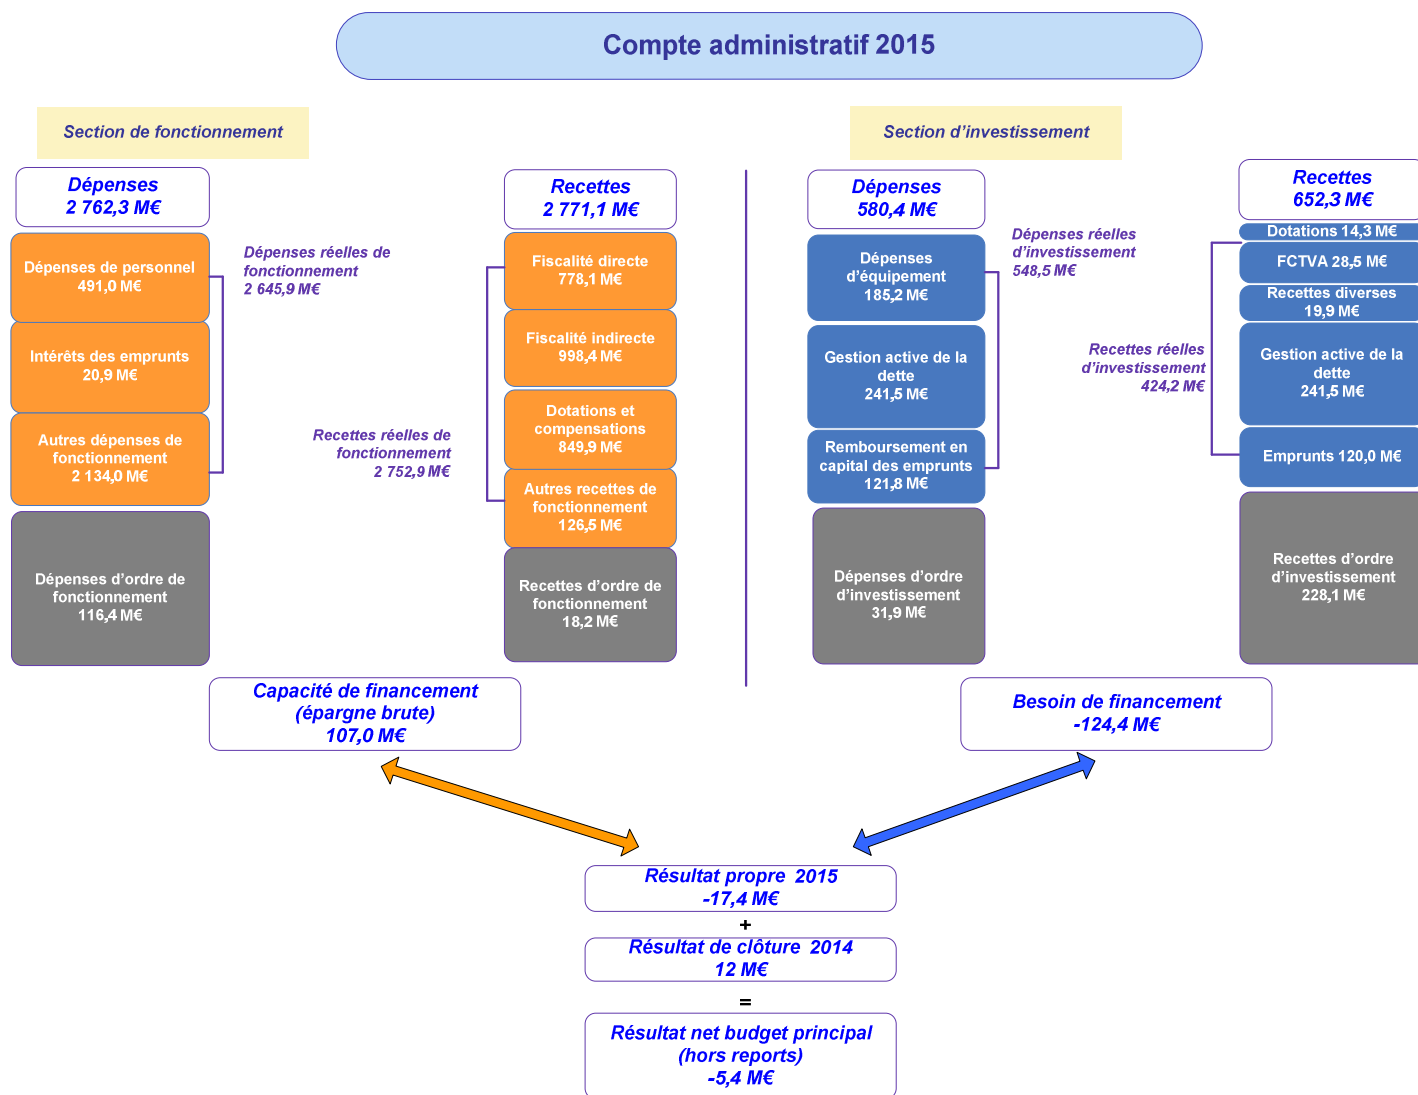 Compte administratif 2015
Section de fonctionnement
Dépenses
2 762,3 M€
Dépenses de personnel
491,0 M€
Intérêts des emprunts
20,9 M€
Autres dépenses de
fonctionnement
2 134,0 M€
Dépenses d'ordre de
fonctionnement
116,4 M€
Dépenses réelles de
fonctionnement
2 645,9 M€
Recettes
2 771,1 M€
Fiscalité directe
778,1 M€
Fiscalité indirecte
998,4 M€
Dotations et
compensations
849,9 M€
Autres recettes de
fonctionnement
126,5 M€
Recettes d'ordre de
fonctionnement
18,2 M€
Recettes réelles de
fonctionnement
2 752,9 M€
Section d'investissement
Dépenses
580,4 M€
Dépenses
d'équipement
185,2 M€
Gestion active de la
dette
241,5 M€
Remboursement en
capital des emprunts
121,8 M€
Dépenses d'ordre
d'investissement
31,9 M€
Dépenses réelles
d'investissement
548,5 M€
Recettes
652,3 M€
Dotations 14,3 M€
FCTVA 28,5 M€
Recettes diverses
19,9 M€
Gestion active de la
dette
241,5 M€
Emprunts 120,0 M€
Recettes d'ordre
d'investissement
228,1 M€
Recettes réelles
d'investissement
424,2 M€
Capacité de financement
(épargne brute)
107,0 M€
Besoin de financement
-124,4 M€
Résultat propre 2015
-17,4 M€
+
Résultat de clôture 2014
12 M€
=
Résultat net budget principal
(hors reports)
-5,4 M€